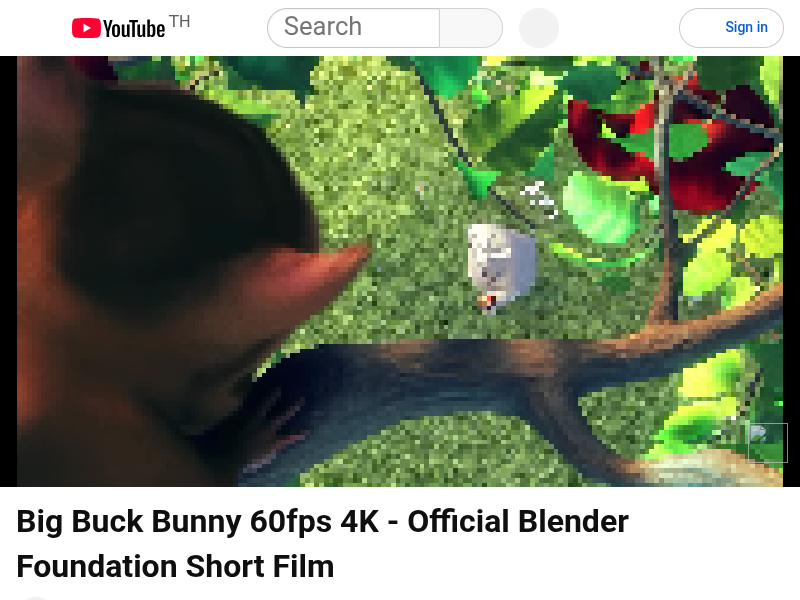 YouTube TH
Search
Sign in
Big Buck Bunny 60fps 4K - Official Blender
Foundation Short Film